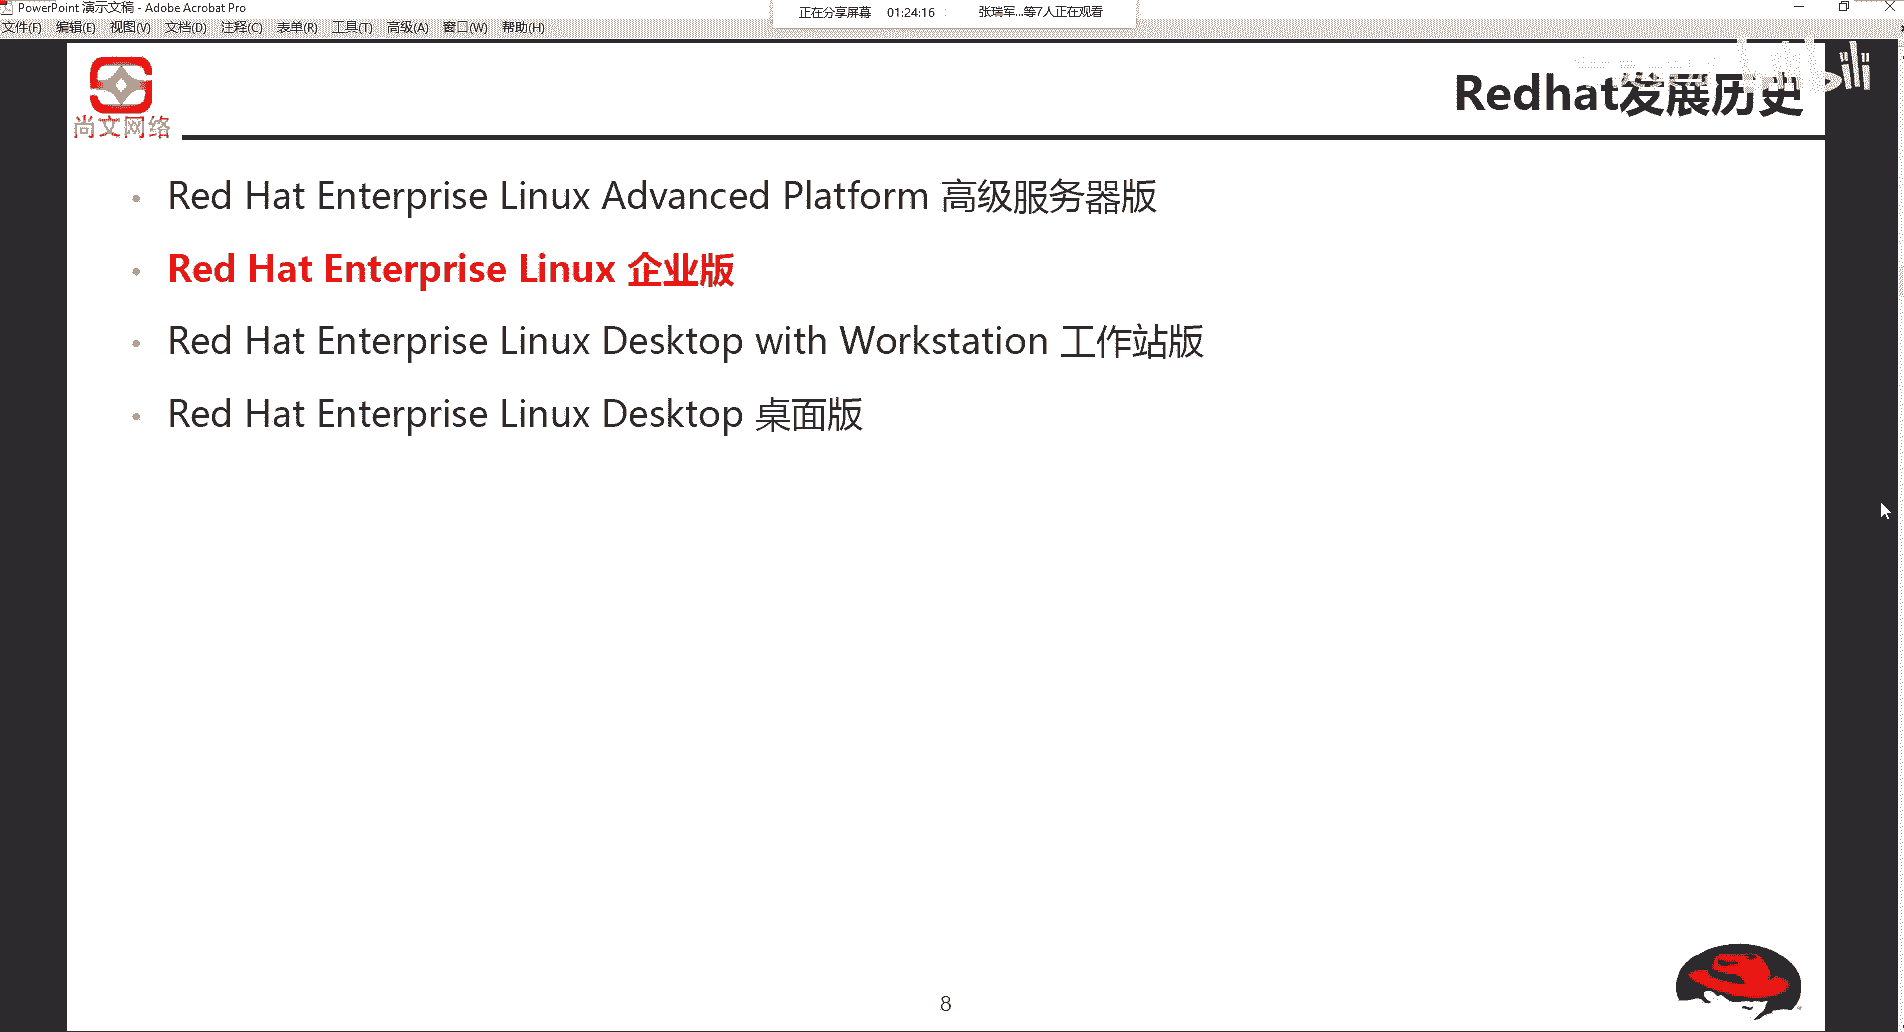 PowerPoint 演示文稿 - Adobe Acrobat Pro
正在分享屏幕 01:24:16 张瑞军...等7人正在观看
文件(F) 编辑(E) 视图(V) 文档(D) 注释(C) 表单(R) 工具(T) 高级(A) 窗口(W) 帮助(H)
尚文网络
Redhat发展历史
Red Hat Enterprise Linux Advanced Platform 高级服务器版
Red Hat Enterprise Linux 企业版
Red Hat Enterprise Linux Desktop with Workstation 工作站版
Red Hat Enterprise Linux Desktop 桌面版
8